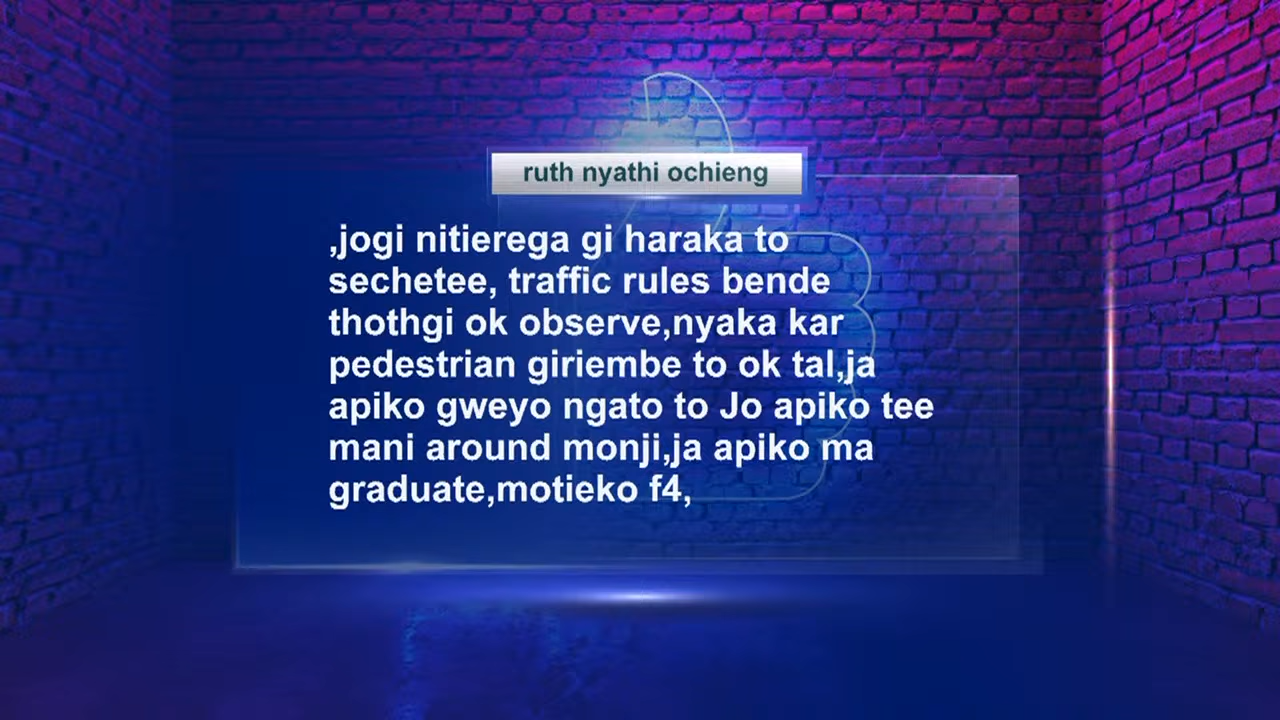 ruth nyathi ochieng
,jogi nitierega gi haraka to
sechetee, traffic rules bende
thothgi ok observe,nyaka kar
pedestrian giriembe to ok tal,ja
apiko gweyo ngato to Jo apiko tee
mani around monji,ja apiko ma
graduate,motieko f4,